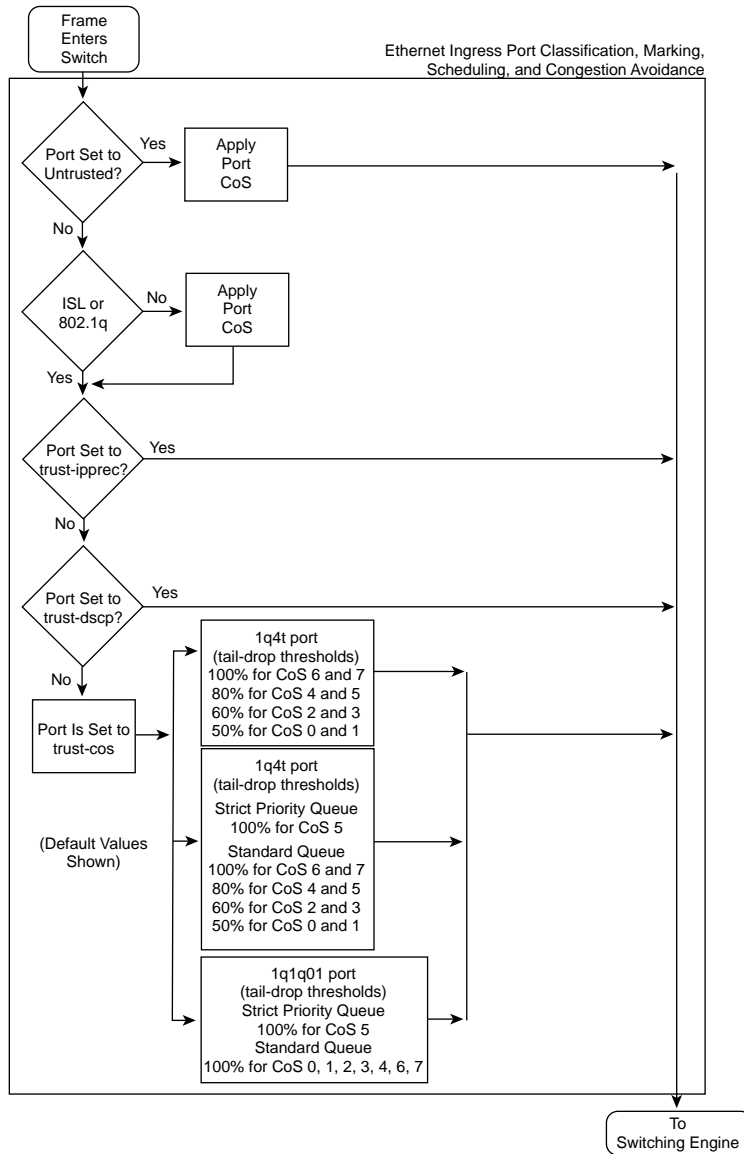 Frame
Enters
Switch
Ethernet Ingress Port Classification, Marking,
Scheduling, and Congestion Avoidance
Port Set to
Untrusted?
Yes
Apply
Port
CoS
No
ISL or
802.1q
No
Apply
Port
CoS
Yes
Port Set to
trust-ipprec?
Yes
No
Port Set to
trust-dscp?
Yes
No
Port Is Set to
trust-cos
(Default Values
Shown)
1q4t port
(tail-drop thresholds)
100% for CoS 6 and 7
80% for CoS 4 and 5
60% for CoS 2 and 3
50% for CoS 0 and 1
1q4t port
(tail-drop thresholds)
Strict Priority Queue
100% for CoS 5
Standard Queue
100% for CoS 6 and 7
80% for CoS 4 and 5
60% for CoS 2 and 3
50% for CoS 0 and 1
1q1q01 port
(tail-drop thresholds)
Strict Priority Queue
100% for CoS 5
Standard Queue
100% for CoS 0, 1, 2, 3, 4, 6, 7
To
Switching Engine